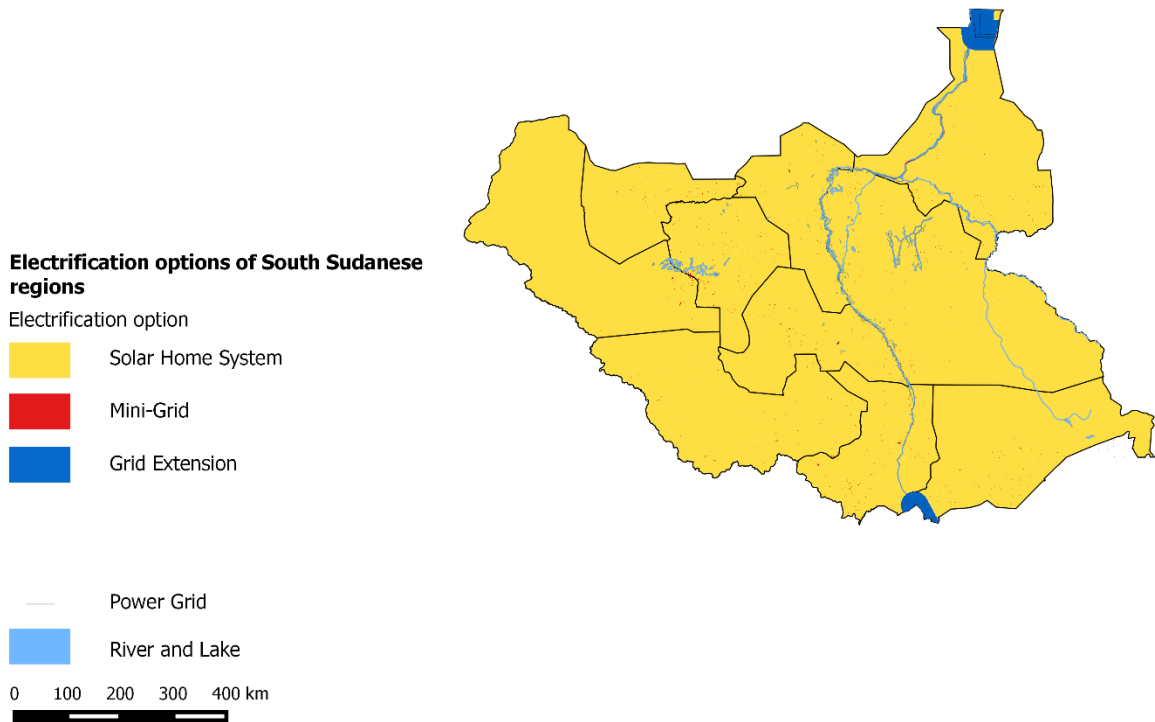 Electrification options of South Sudanese
regions
Electrification option
Solar Home System
Mini-Grid
Grid Extension
Power Grid
River and Lake
0 100 200 300 400 km